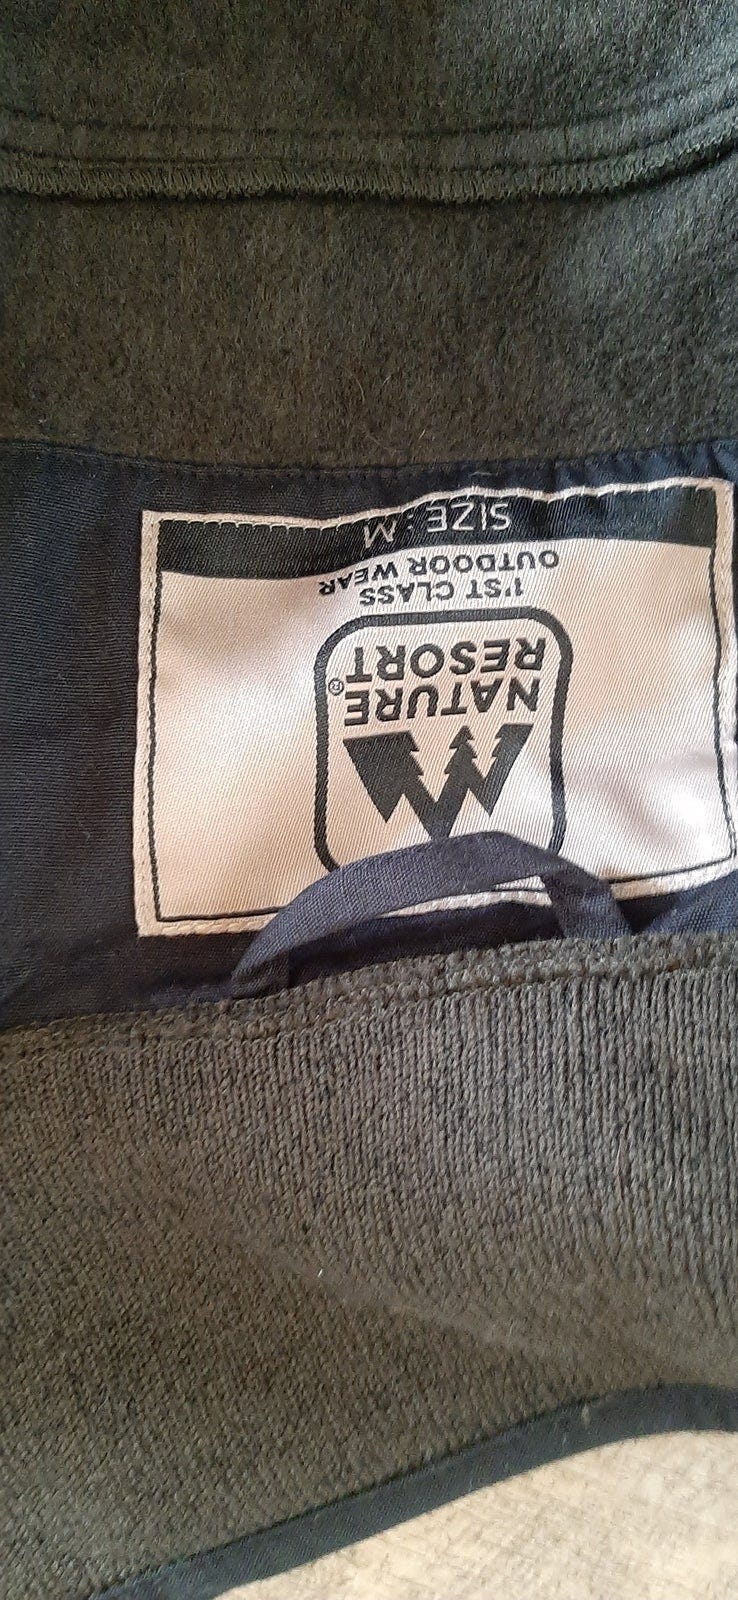 NATURE
RESORT®
1'ST CLASS
OUTDOOR WEAR
SIZE: M